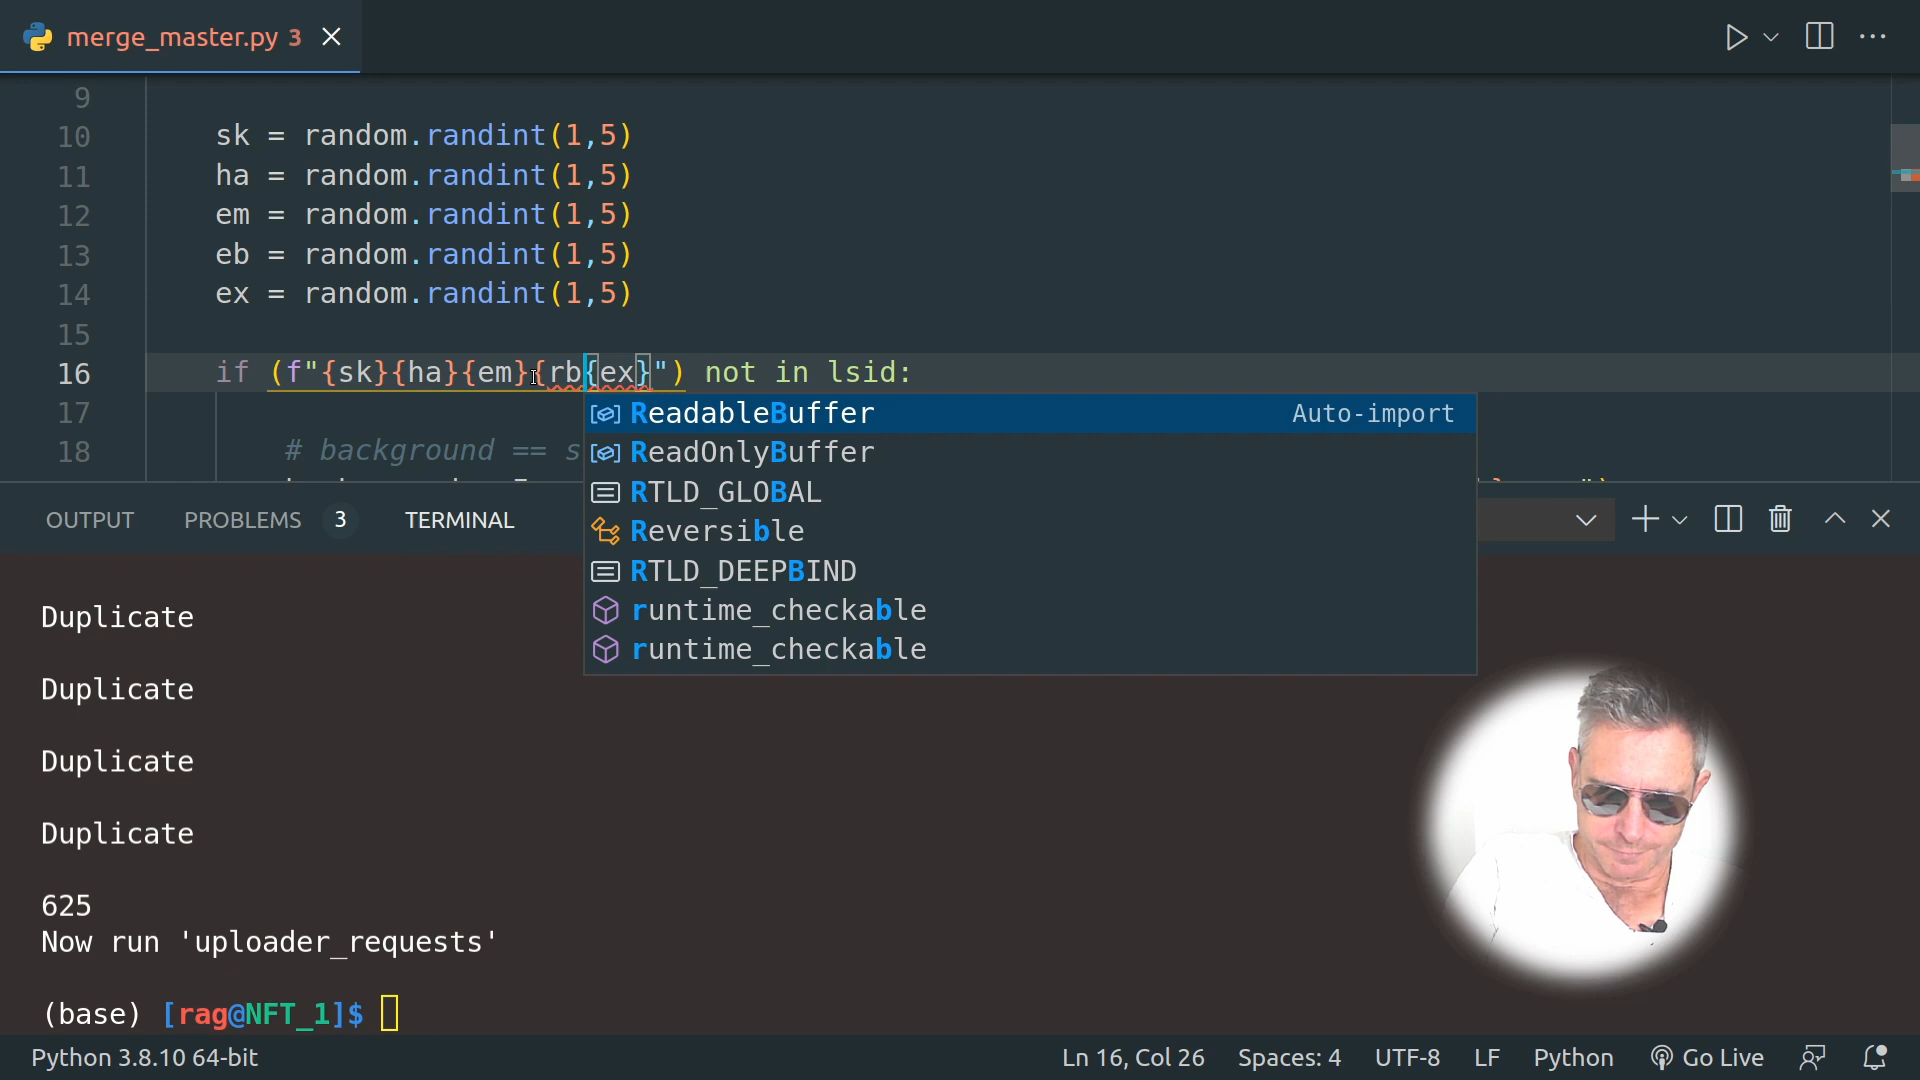 merge_master.py 3
9
10 sk = random.randint(1,5)
11 ha = random.randint(1,5)
12 em = random.randint(1,5)
13 eb = random.randint(1,5)
14 ex = random.randint(1,5)
15
16 if (f"{sk}{ha}{em}{rb{ex}") not in lsid:
17
18 # background == s
ReadableBuffer Auto-import
ReadOnlyBuffer
RTLD_GLOBAL
Reversible
RTLD_DEEPBIND
runtime_checkable
runtime_checkable
OUTPUT PROBLEMS 3 TERMINAL
Duplicate
Duplicate
Duplicate
Duplicate
625
Now run 'uploader_requests'
(base) [rag@NFT_1]$
Python 3.8.10 64-bit Ln 16, Col 26 Spaces: 4 UTF-8 LF Python Go Live